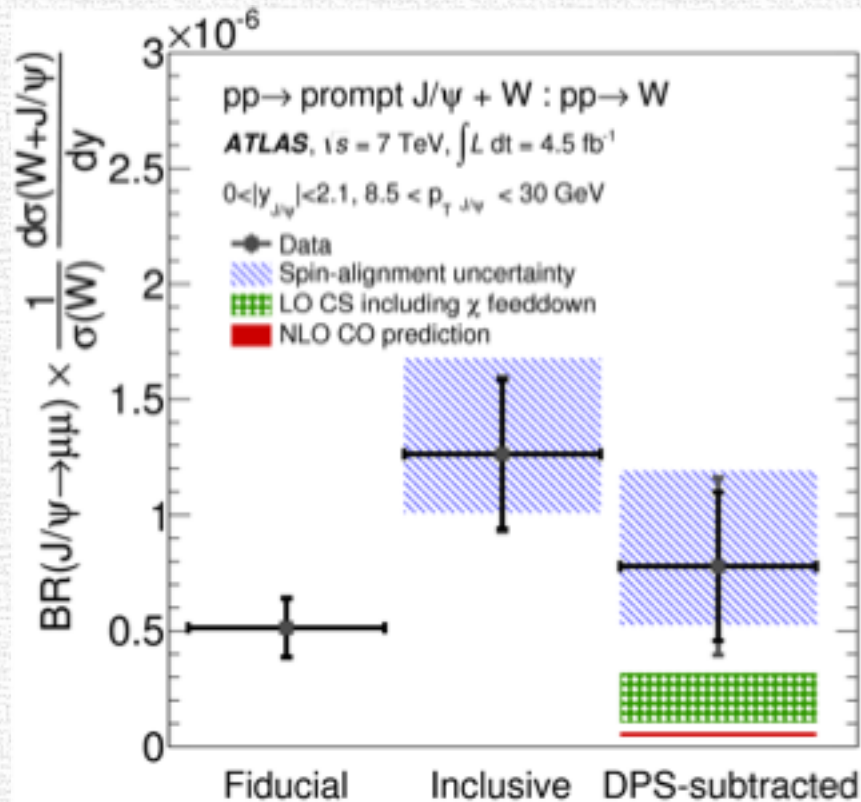 3×10⁻⁶
pp→ prompt J/ψ + W : pp→ W
ATLAS, √s = 7 TeV, ∫L dt = 4.5 fb⁻¹
0<|y_J/ψ|<2.1, 8.5 < p_T J/ψ < 30 GeV
Data
Spin-alignment uncertainty
LO CS including χ feeddown
NLO CO prediction
BR(J/ψ→μμ) × 1/σ(W) dσ(W+J/ψ)/dy
2.5
2
1.5
1
0.5
0
Fiducial Inclusive DPS-subtracted